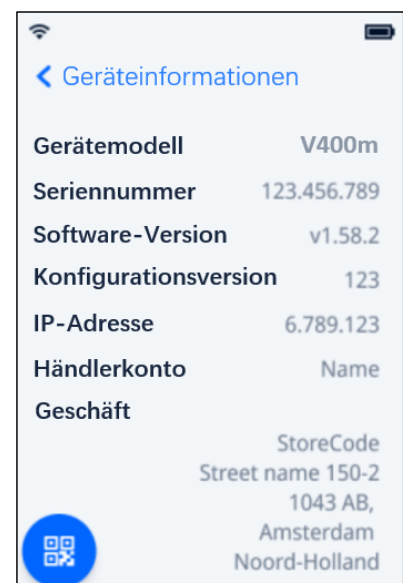 Geräteinformationen
Gerätemodell V400m
Seriennummer 123.456.789
Software-Version v1.58.2
Konfigurationsversion 123
IP-Adresse 6.789.123
Händlerkonto Name
Geschäft
StoreCode
Street name 150-2
1043 AB,
Amsterdam
Noord-Holland